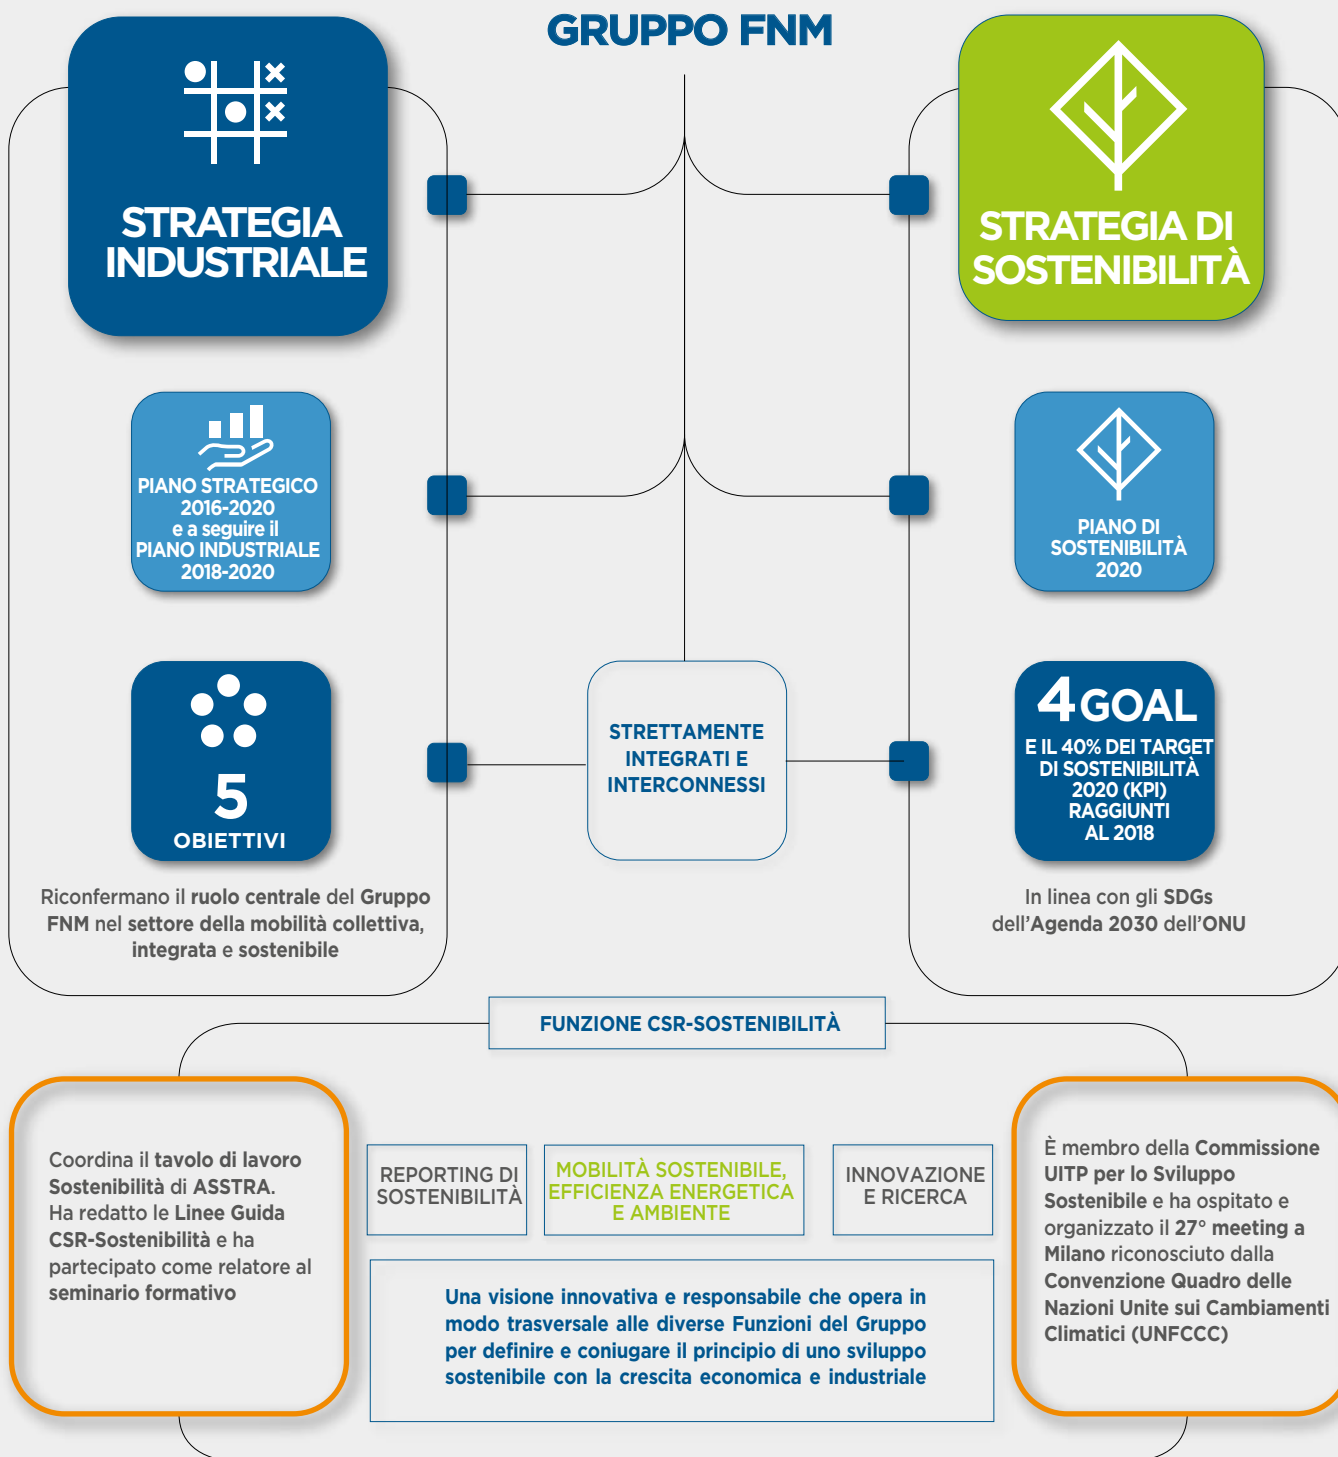 GRUPPO FNM
STRATEGIA
INDUSTRIALE
STRATEGIA DI
SOSTENIBILITÀ
PIANO STRATEGICO
2016-2020
e a seguire il
PIANO INDUSTRIALE
2018-2020
PIANO DI
SOSTENIBILITÀ
2020
5
OBIETTIVI
STRETTAMENTE
INTEGRATI E
INTERCONNESSI
4 GOAL
E IL 40% DEI TARGET
DI SOSTENIBILITÀ
2020 (KPI)
RAGGIUNTI
AL 2018
Riconfermano il ruolo centrale del Gruppo
FNM nel settore della mobilità collettiva,
integrata e sostenibile
In linea con gli SDGs
dell'Agenda 2030 dell'ONU
FUNZIONE CSR-SOSTENIBILITÀ
Coordina il tavolo di lavoro
Sostenibilità di ASSTRA.
Ha redatto le Linee Guida
CSR-Sostenibilità e ha
partecipato come relatore al
seminario formativo
REPORTING DI
SOSTENIBILITÀ
MOBILITÀ SOSTENIBILE,
EFFICIENZA ENERGETICA
E AMBIENTE
INNOVAZIONE
E RICERCA
Una visione innovativa e responsabile che opera in
modo trasversale alle diverse Funzioni del Gruppo
per definire e coniugare il principio di uno sviluppo
sostenibile con la crescita economica e industriale
È membro della Commissione
UITP per lo Sviluppo
Sostenibile e ha ospitato e
organizzato il 27° meeting a
Milano riconosciuto dalla
Convenzione Quadro delle
Nazioni Unite sui Cambiamenti
Climatici (UNFCCC)